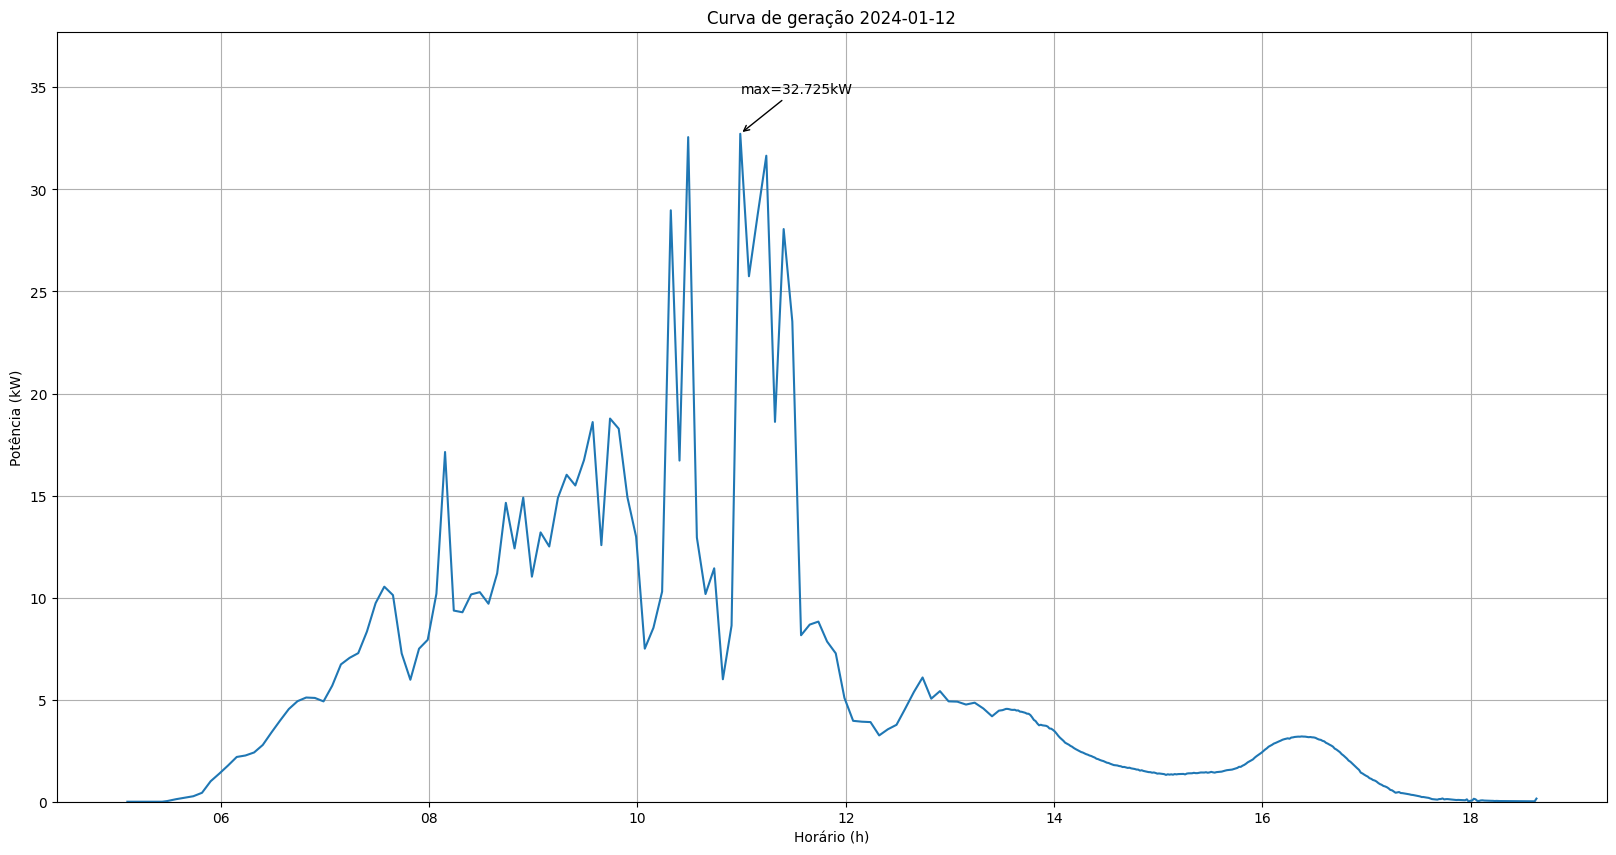 Curva de geração 2024-01-12
max=32.725kW
35
30
25
20
15
10
5
0
Potência (kW)
06 08 10 12 14 16 18
Horário (h)